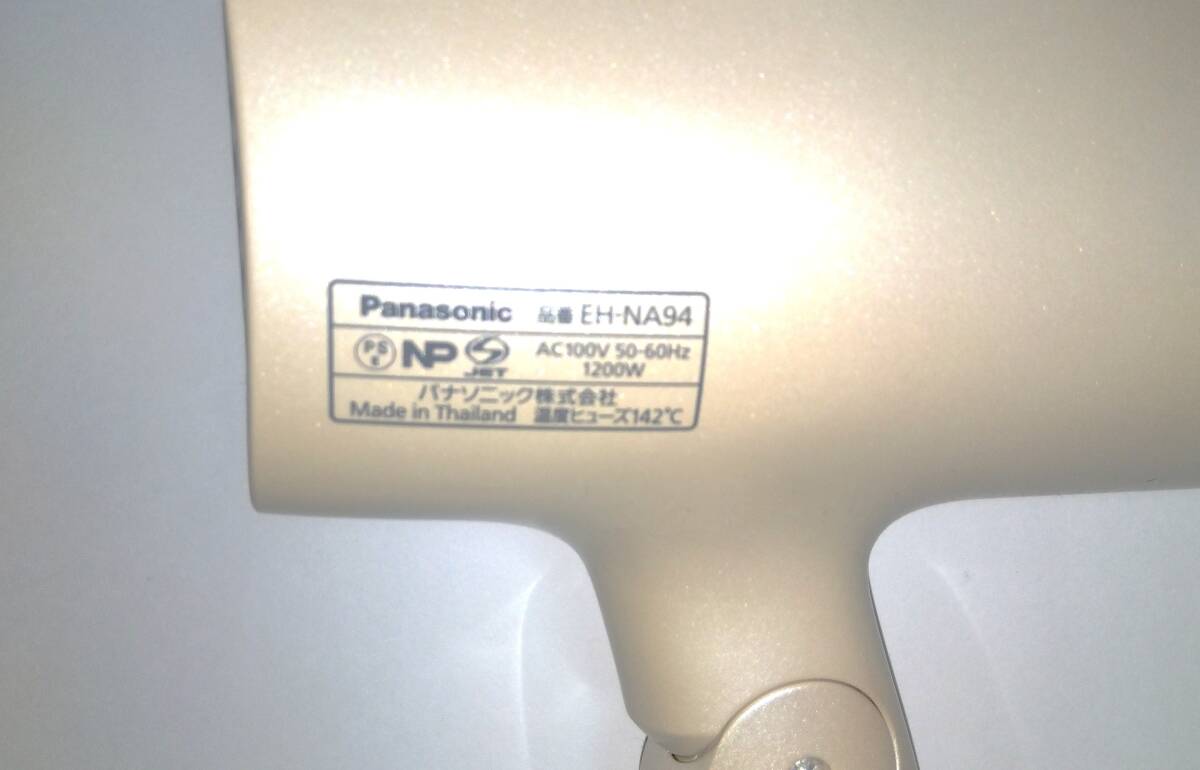 Panasonic 品番 EH-NA94
PS E NP JET AC100V 50-60Hz
1200W
パナソニック株式会社
Made in Thailand 温度ヒューズ142℃